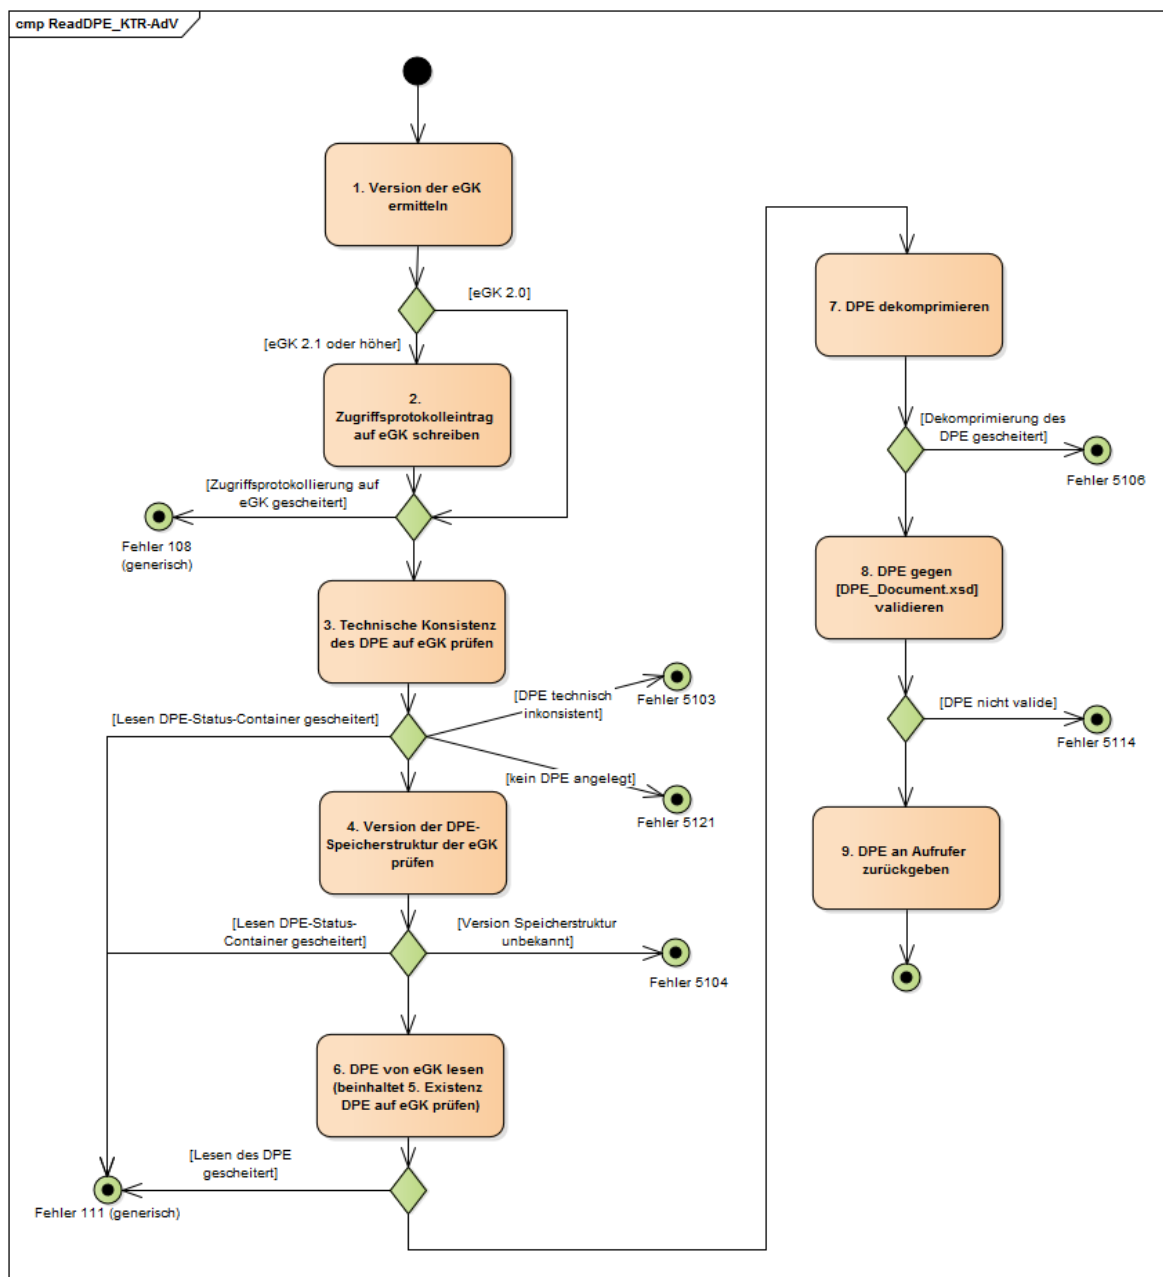 cmp ReadDPE_KTR-AdV
1. Version der eGK
ermitteln
[eGK 2.0]
[eGK 2.1 oder höher]
2.
Zugriffsprotokolleintrag
auf eGK schreiben
[Zugriffsprotokollierung auf
eGK gescheitert]
Fehler 108
(generisch)
3. Technische Konsistenz
des DPE auf eGK prüfen
[DPE technisch
inkonsistent]
Fehler 5103
[Lesen DPE-Status-Container gescheitert]
[kein DPE angelegt]
Fehler 5121
4. Version der DPE-
Speicherstruktur der eGK
prüfen
[Lesen DPE-Status-
Container gescheitert]
[Version Speicherstruktur
unbekannt]
Fehler 5104
6. DPE von eGK lesen
(beinhaltet 5. Existenz
DPE auf eGK prüfen)
[Lesen des DPE
gescheitert]
Fehler 111 (generisch)
7. DPE dekomprimieren
[Dekomprimierung des
DPE gescheitert]
Fehler 5106
8. DPE gegen
[DPE_Document.xsd]
validieren
[DPE nicht valide]
Fehler 5114
9. DPE an Aufrufer
zurückgeben